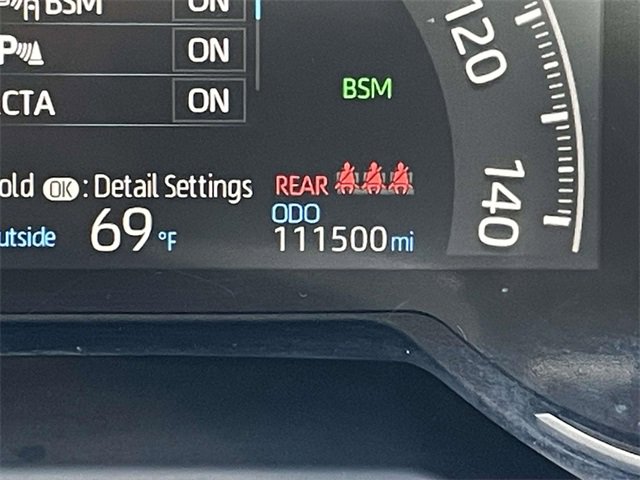 BSM ON
P ON
CTA ON
120
BSM
old OK : Detail Settings
REAR
140
utside 69 °F
ODO
111500 mi